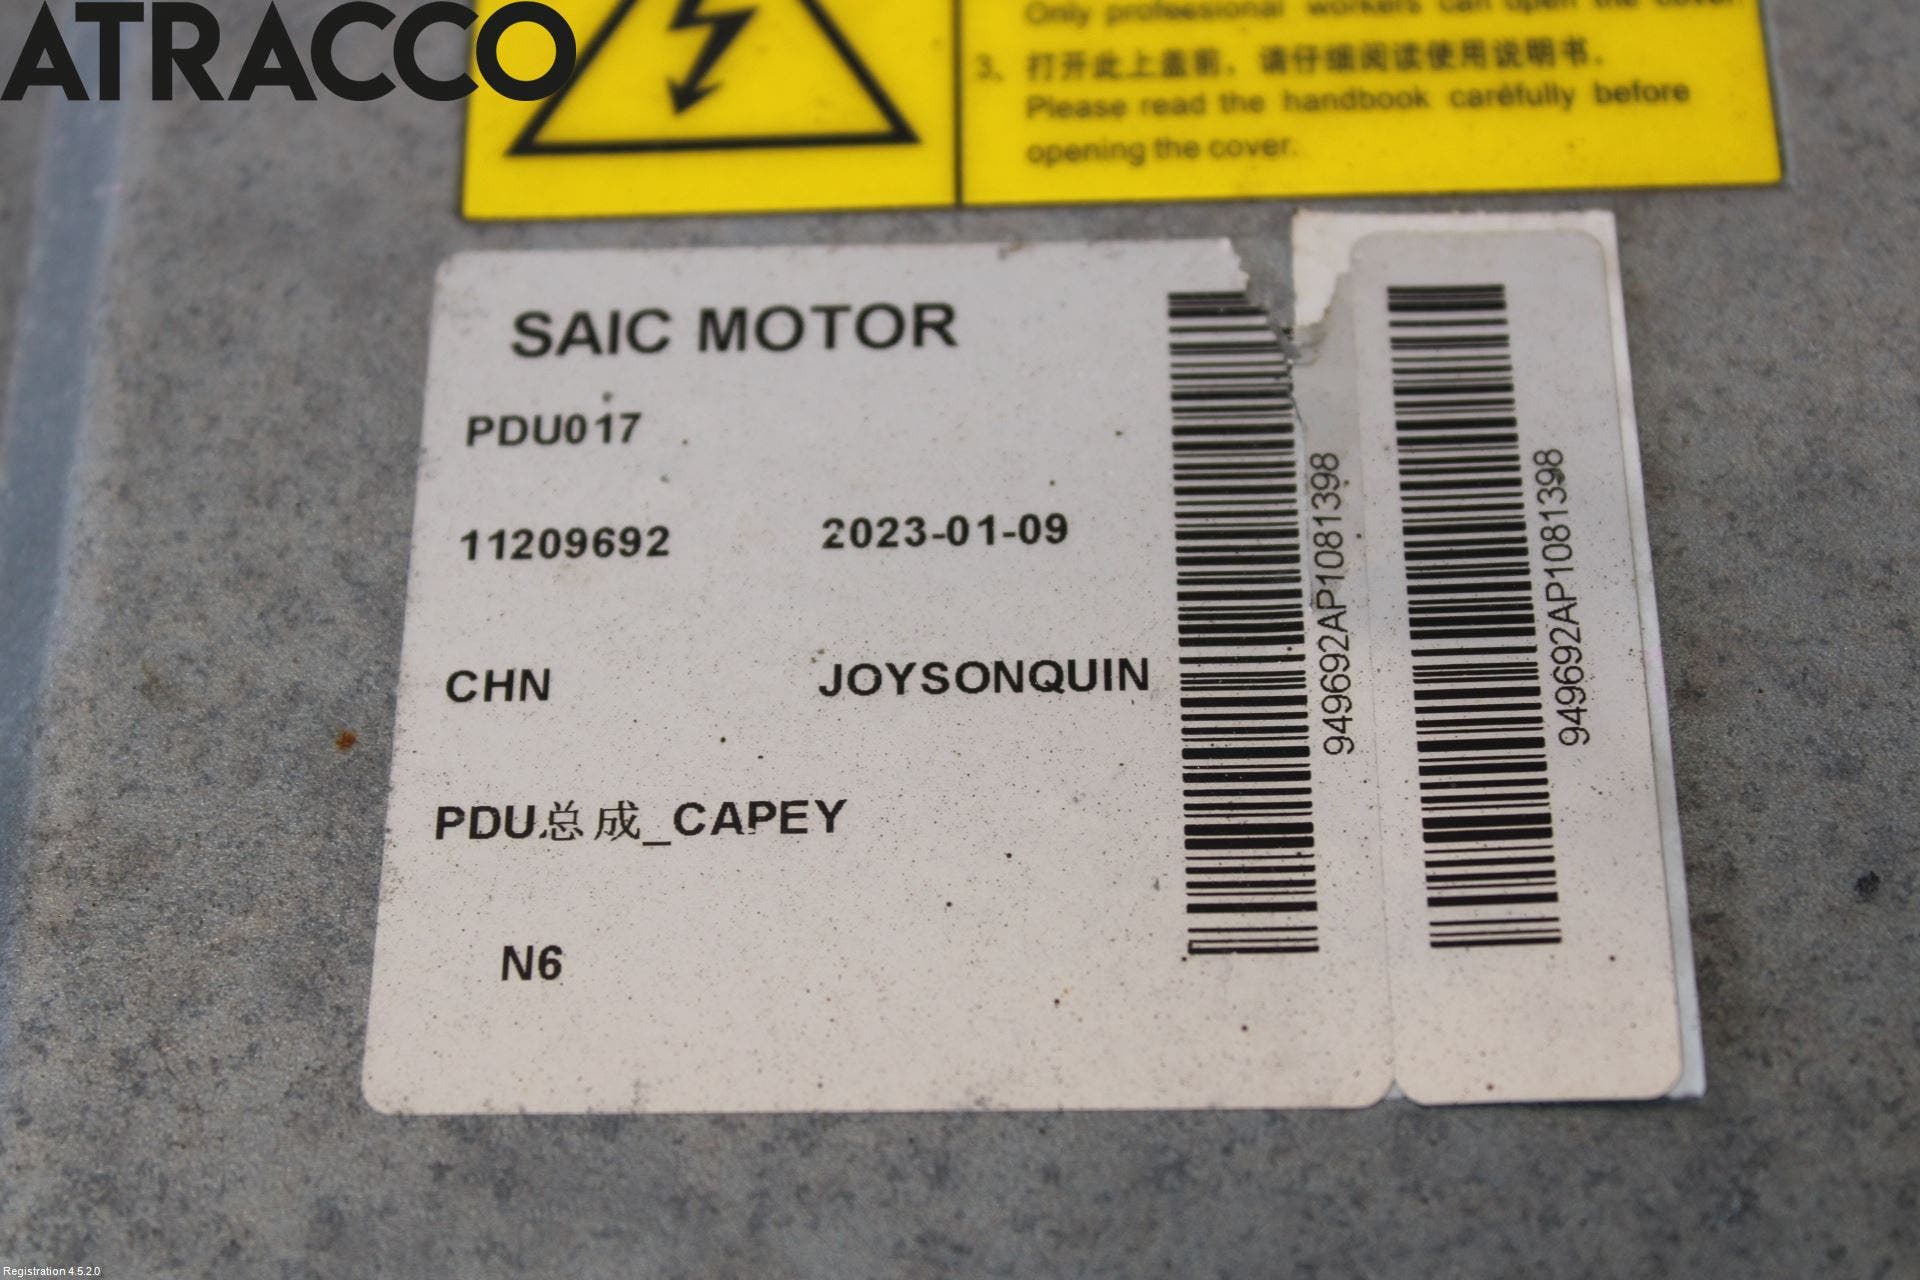 ATRACCO
Only professional workers can open the cover.
3、打开此上盖前，请仔细阅读使用说明书.
Please read the handbook carefully before
opening the cover.
SAIC MOTOR
PDU017
11209692 2023-01-09
CHN JOYSONQUIN
PDU总成_CAPEY
N6
949692AP1081398
949692AP1081398
Registration 4.5.2.0